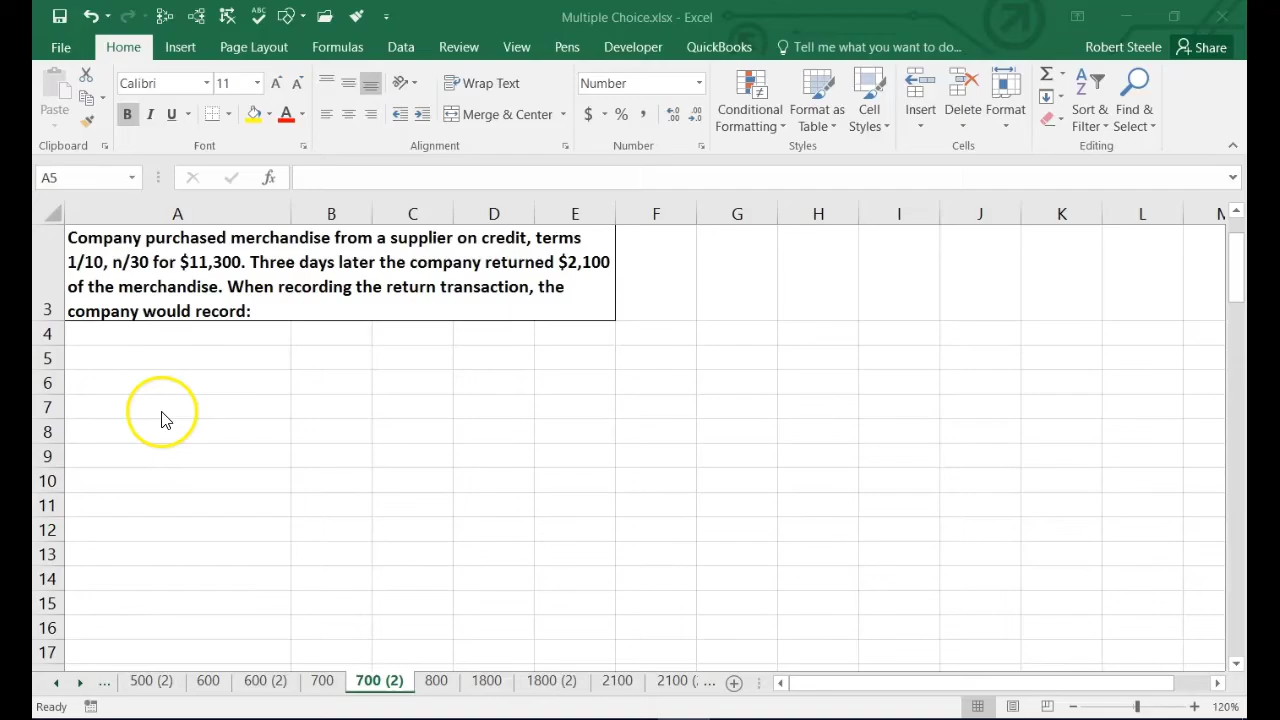 Multiple Choice.xlsx - Excel
File Home Insert Page Layout Formulas Data Review View Pens Developer QuickBooks Tell me what you want to do... Robert Steele Share
Paste
Clipboard
Calibri 11
B I U
Font
Wrap Text
Merge & Center
Alignment
Number
$ % ,
Number
Conditional Formatting
Format as Table
Cell Styles
Styles
Insert Delete Format
Cells
Sort & Filter
Find & Select
Editing
A5
A B C D E F G H I J K L M
3
Company purchased merchandise from a supplier on credit, terms
1/10, n/30 for $11,300. Three days later the company returned $2,100
of the merchandise. When recording the return transaction, the
company would record:
4
5
6
7
8
9
10
11
12
13
14
15
16
17
... 500 (2) 600 600 (2) 700 700 (2) 800 1800 1800 (2) 2100 2100 (. ...
Ready 120%